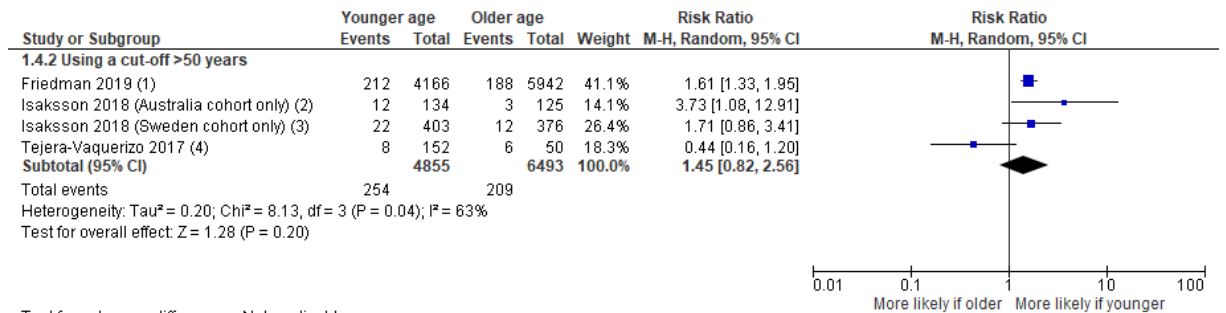 Younger age Older age Risk Ratio Risk Ratio
Study or Subgroup Events Total Events Total Weight M-H, Random, 95% CI M-H, Random, 95% CI
1.4.2 Using a cut-off >50 years
Friedman 2019 (1) 212 4166 188 5942 41.1% 1.61 [1.33, 1.95]
Isaksson 2018 (Australia cohort only) (2) 12 134 3 125 14.1% 3.73 [1.08, 12.91]
Isaksson 2018 (Sweden cohort only) (3) 22 403 12 376 26.4% 1.71 [0.86, 3.41]
Tejera-Vaquerizo 2017 (4) 8 152 6 50 18.3% 0.44 [0.16, 1.20]
Subtotal (95% CI) 4855 6493 100.0% 1.45 [0.82, 2.56]
Total events 254 209
Heterogeneity: Tau² = 0.20; Chi² = 8.13, df = 3 (P = 0.04); I² = 63%
Test for overall effect: Z = 1.28 (P = 0.20)
0.01 0.1 1 10 100
More likely if older More likely if younger